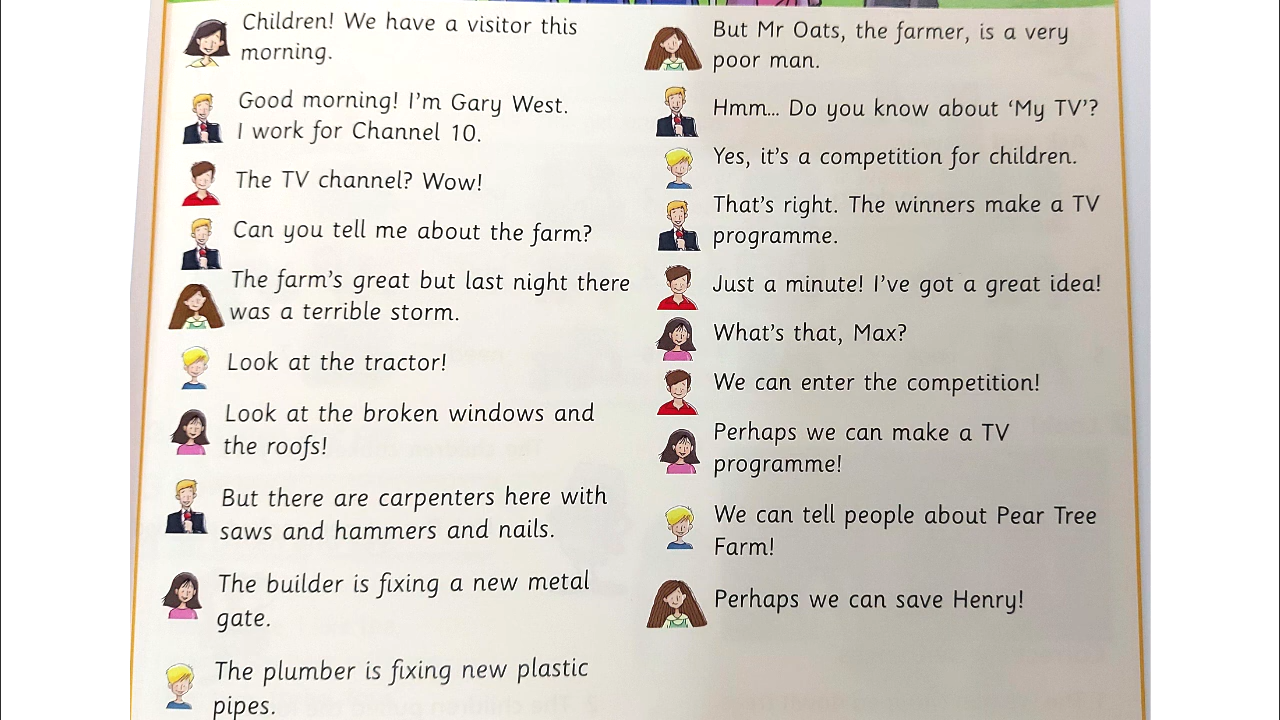 Children! We have a visitor this
morning.
Good morning! I'm Gary West.
I work for Channel 10.
The TV channel? Wow!
Can you tell me about the farm?
The farm's great but last night there
was a terrible storm.
Look at the tractor!
Look at the broken windows and
the roofs!
But there are carpenters here with
saws and hammers and nails.
The builder is fixing a new metal
gate.
The plumber is fixing new plastic
pipes.
But Mr Oats, the farmer, is a very
poor man.
Hmm... Do you know about ‘My TV’?
Yes, it's a competition for children.
That's right. The winners make a TV
programme.
Just a minute! I've got a great idea!
What's that, Max?
We can enter the competition!
Perhaps we can make a TV
programme!
We can tell people about Pear Tree
Farm!
Perhaps we can save Henry!